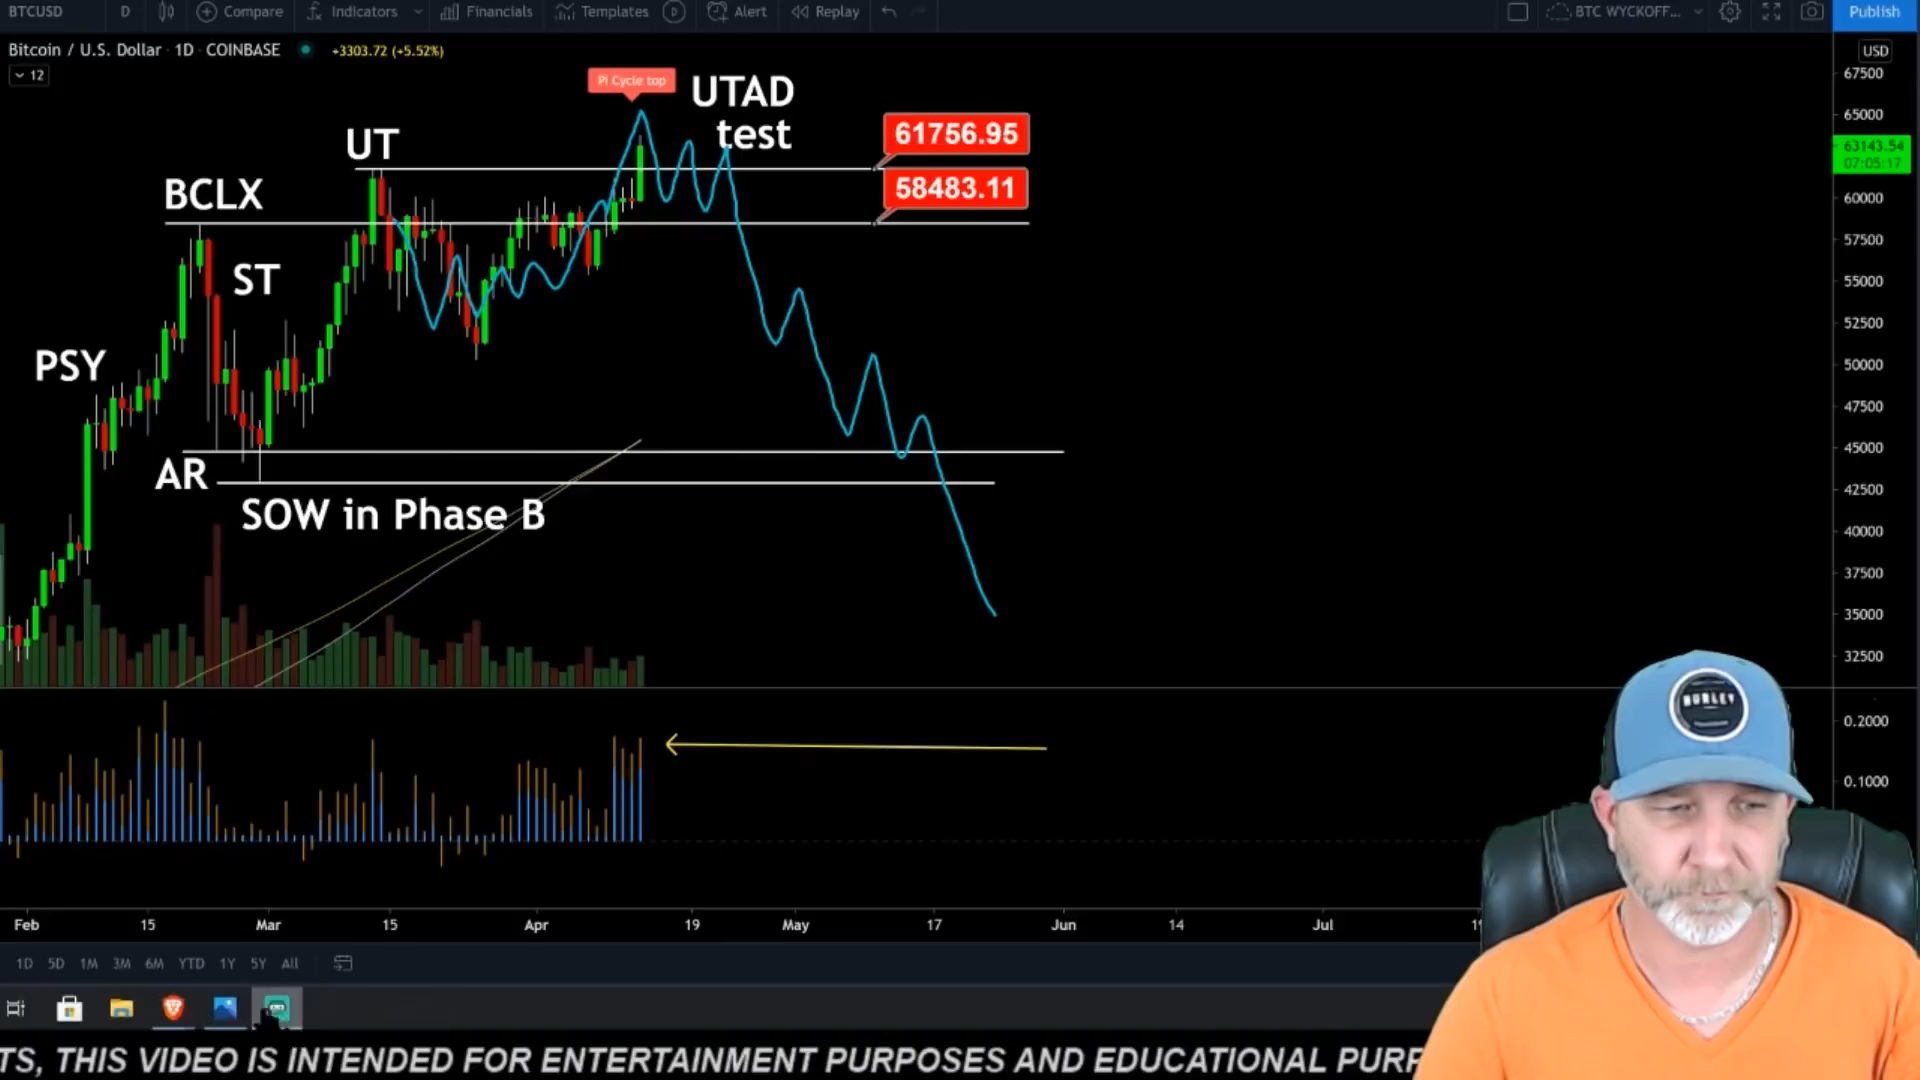 BTCUSD D Compare Indicators Financials Templates Alert Replay BTC WYCKOFF... Publish
Bitcoin / U.S. Dollar 1D COINBASE +3303.72 (+5.52%) USD
12
67500
65000
63143.54
07:05:17
60000
57500
55000
52500
50000
47500
45000
42500
40000
37500
35000
32500
0.2000
0.1000
Pi Cycle top
UTAD
test
61756.95
58483.11
UT
BCLX
ST
PSY
AR
SOW in Phase B
HURLEY
Feb 15 Mar 15 Apr 19 May 17 Jun 14 Jul
1D 5D 1M 3M 6M YTD 1Y 5Y All
TS, THIS VIDEO IS INTENDED FOR ENTERTAINMENT PURPOSES AND EDUCATIONAL